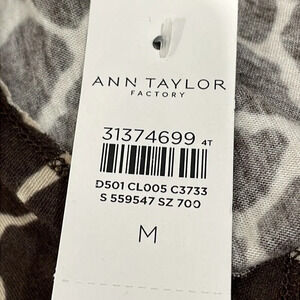 ANN TAYLOR
FACTORY
31374699 4T
D501 CL005 C3733
S 559547 SZ 700
M